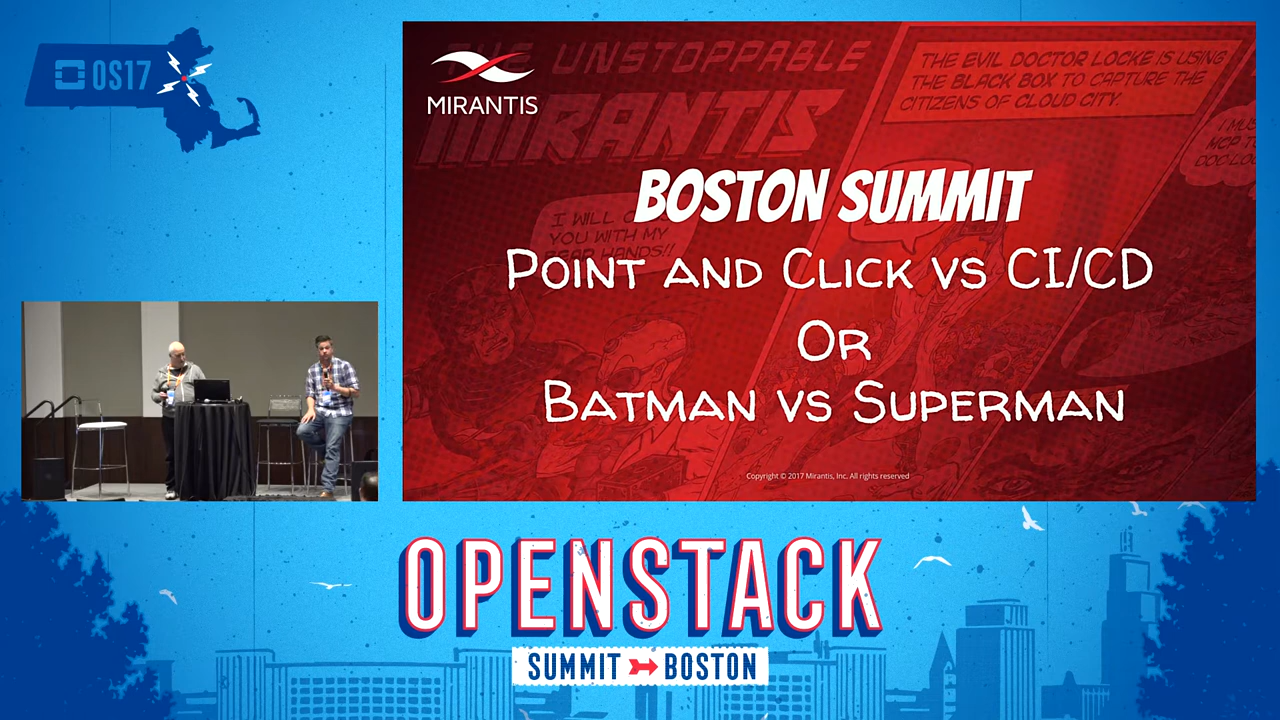 OS17
MIRANTIS
THE UNSTOPPABLE
MIRANTIS
THE EVIL DOCTOR LOCKE IS USING
THE BLACK BOX TO CAPTURE THE
CITIZENS OF CLOUD CITY.
I WILL
YOU WITH MY
HANDS!!
BOSTON SUMMIT
POINT AND CLICK VS CI/CD
OR
BATMAN VS SUPERMAN
Copyright © 2017 Mirantis, Inc. All rights reserved
OPENSTACK
SUMMIT BOSTON